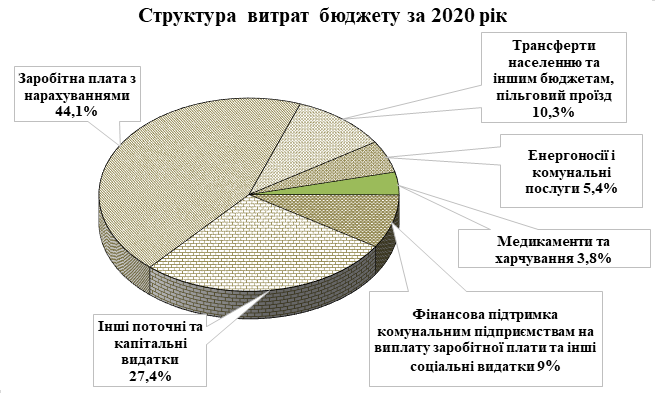 Структура витрат бюджету за 2020 рік
Заробітна плата з
нарахуваннями
44,1%
Трансферти
населенню та
іншим бюджетам,
пільговий проїзд
10,3%
Енергоносії і
комунальні
послуги 5,4%
Медикаменти та
харчування 3,8%
Фінансова підтримка
комунальним підприємствам на
виплату заробітної плати та інші
соціальні видатки 9%
Інші поточні та
капітальні
видатки
27,4%